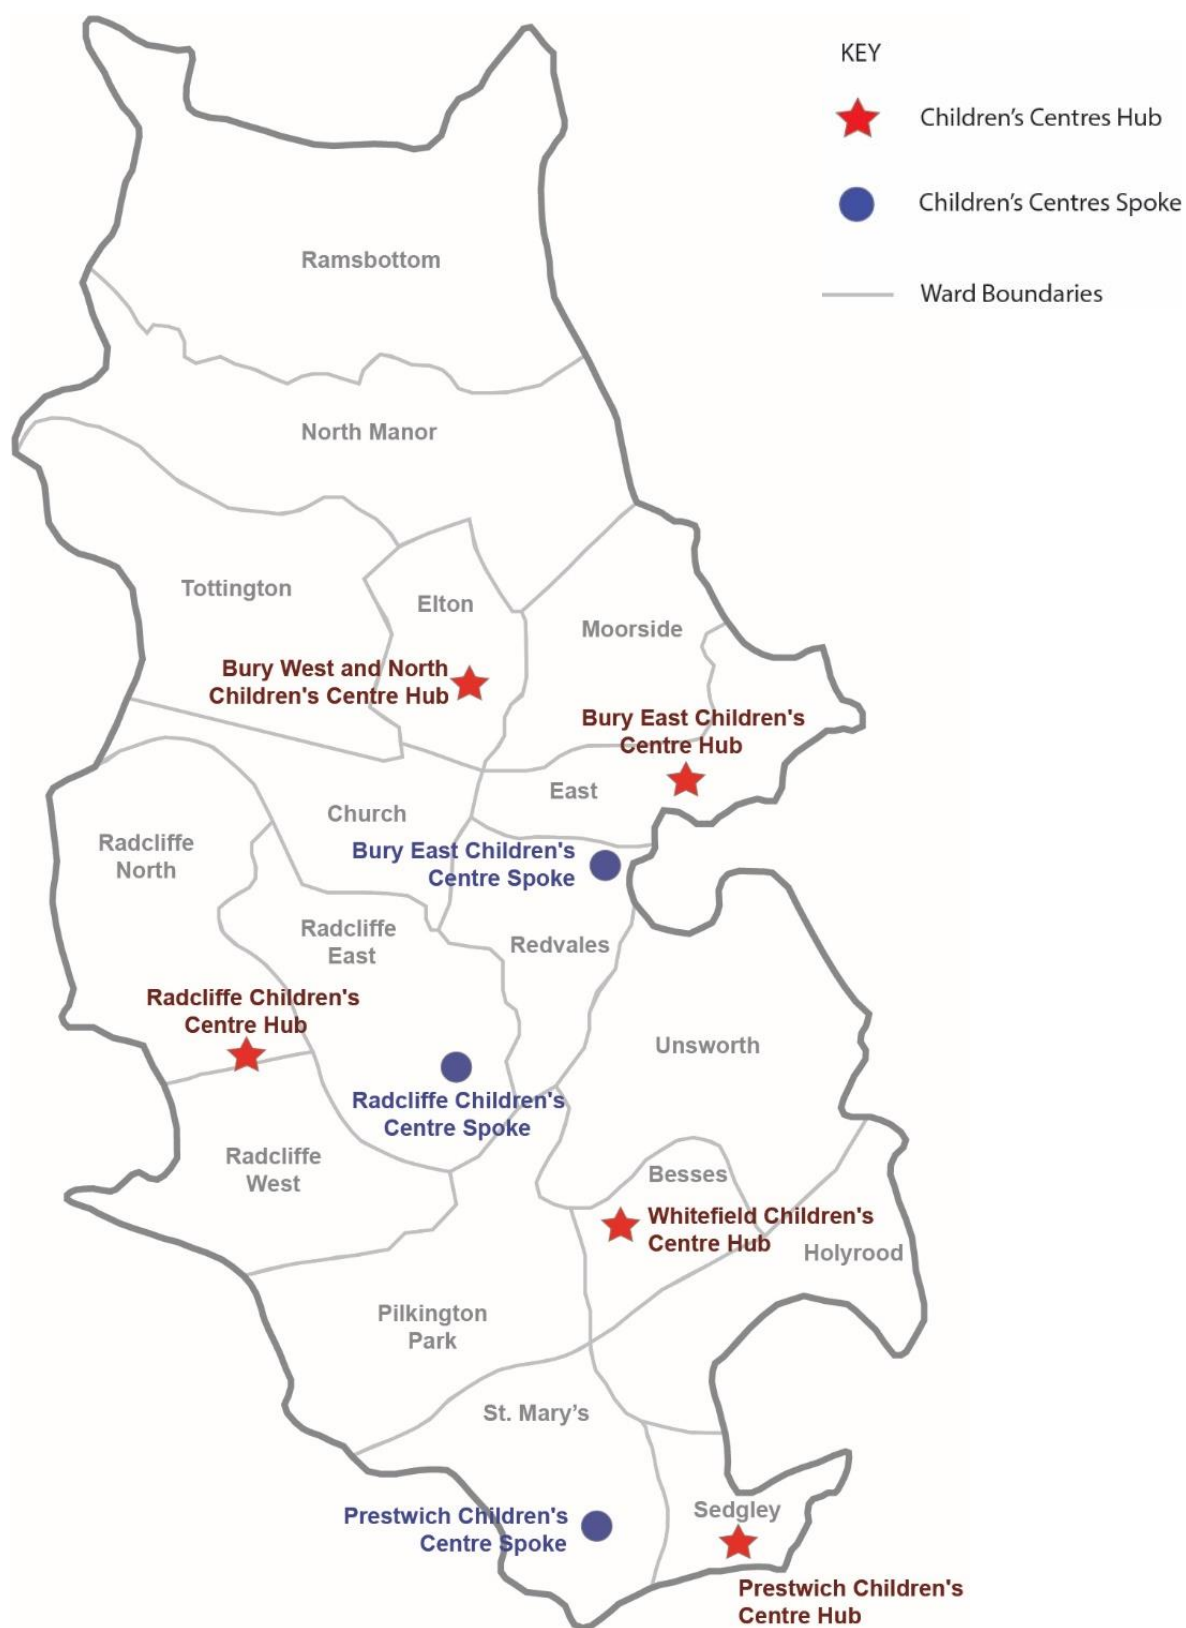 KEY
Children’s Centres Hub
Children’s Centres Spoke
Ward Boundaries
Ramsbottom
North Manor
Tottington
Elton
Moorside
Bury West and North
Children's Centre Hub
Bury East Children's
Centre Hub
East
Church
Radcliffe
North
Bury East Children's
Centre Spoke
Radcliffe
East
Redvales
Radcliffe Children's
Centre Hub
Unsworth
Radcliffe Children's
Centre Spoke
Radcliffe
West
Besses
Whitefield Children's
Centre Hub
Holyrood
Pilkington
Park
St. Mary’s
Prestwich Children's
Centre Spoke
Sedgley
Prestwich Children's
Centre Hub